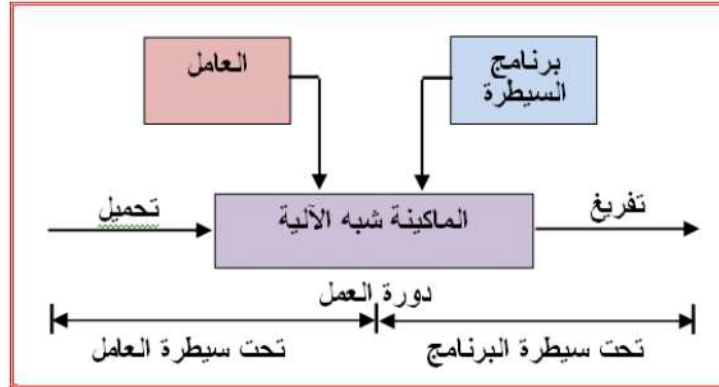 العامل
برنامج
السيطرة
تحميل
الماكينة شبه الآلية
تفريغ
دورة العمل
تحت سيطرة العامل
تحت سيطرة البرنامج